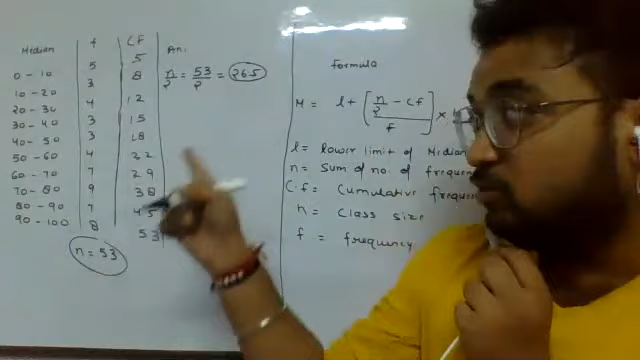 Median f Cf Ans
0 - 10 5 5
10 - 20 3 8
20 - 30 4 12
30 - 40 3 15
40 - 50 3 18
50 - 60 4 22
60 - 70 7 29
70 - 80 9 38
80 - 90 7 45
90 - 100 8 53
n = 53
n/2 = 53/2 = 26.5
Formula
M = l + [n/2 - cf / f] ×
l = lower limit of Median
n = Sum of no. of frequen
C.f = Cumulative frequen
h = Class size
f = frequency